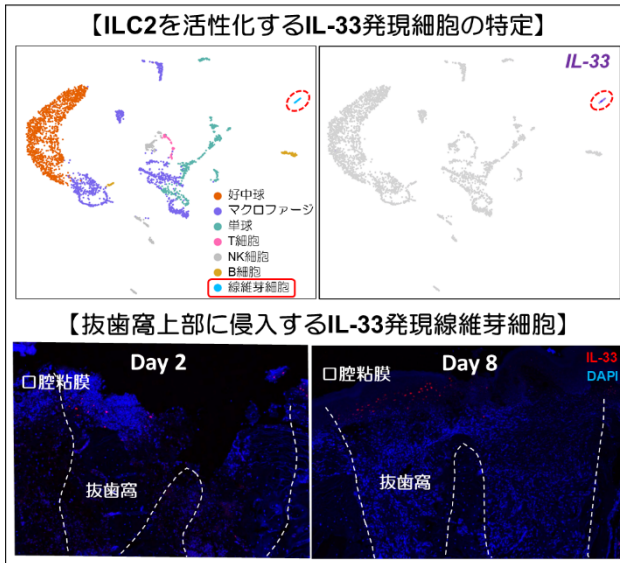 【ILC2を活性化するIL-33発現細胞の特定】
IL-33
好中球
マクロファージ
単球
T細胞
NK細胞
B細胞
線維芽細胞
【抜歯窩上部に侵入するIL-33発現線維芽細胞】
Day 2
口腔粘膜
抜歯窩
Day 8
口腔粘膜
IL-33
DAPI
抜歯窩